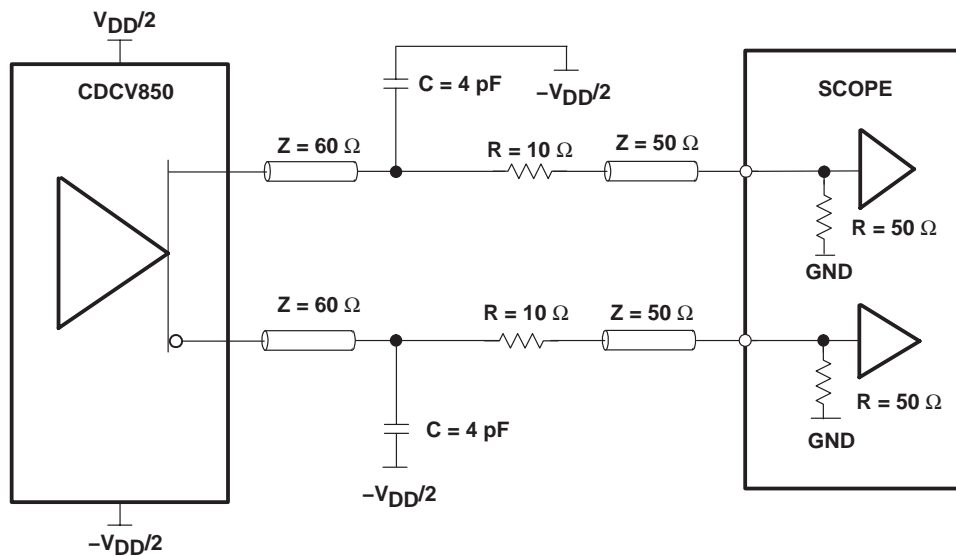 VDD/2
CDCV850
C = 4 pF
–VDD/2
SCOPE
Z = 60 Ω
R = 10 Ω
Z = 50 Ω
R = 50 Ω
GND
Z = 60 Ω
R = 10 Ω
Z = 50 Ω
R = 50 Ω
GND
C = 4 pF
–VDD/2
–VDD/2